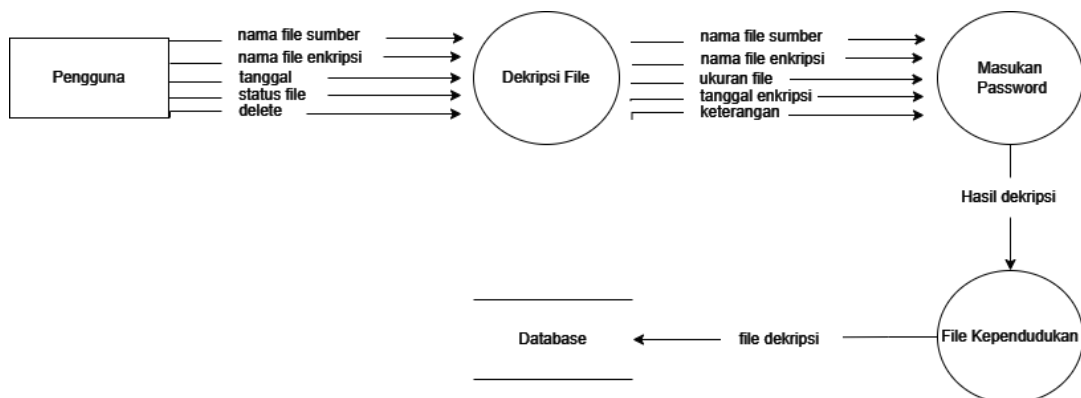 Pengguna
nama file sumber
nama file enkripsi
tanggal
status file
delete
Dekripsi File
nama file sumber
nama file enkripsi
ukuran file
tanggal enkripsi
keterangan
Masukan
Password
Hasil dekripsi
File Kependudukan
file dekripsi
Database